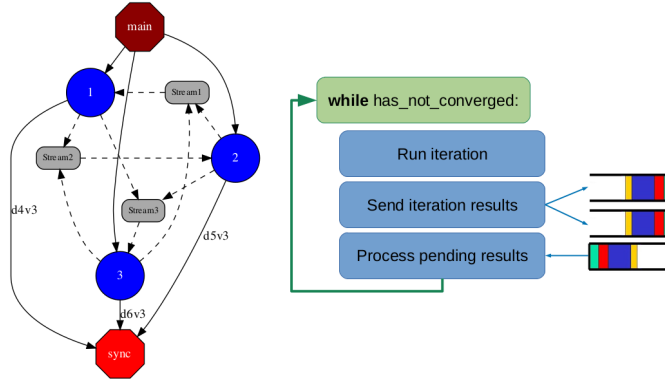 main
1
Stream1
Stream2
2
Stream3
d4v3
d5v3
3
d6v3
sync
while has_not_converged:
Run iteration
Send iteration results
Process pending results